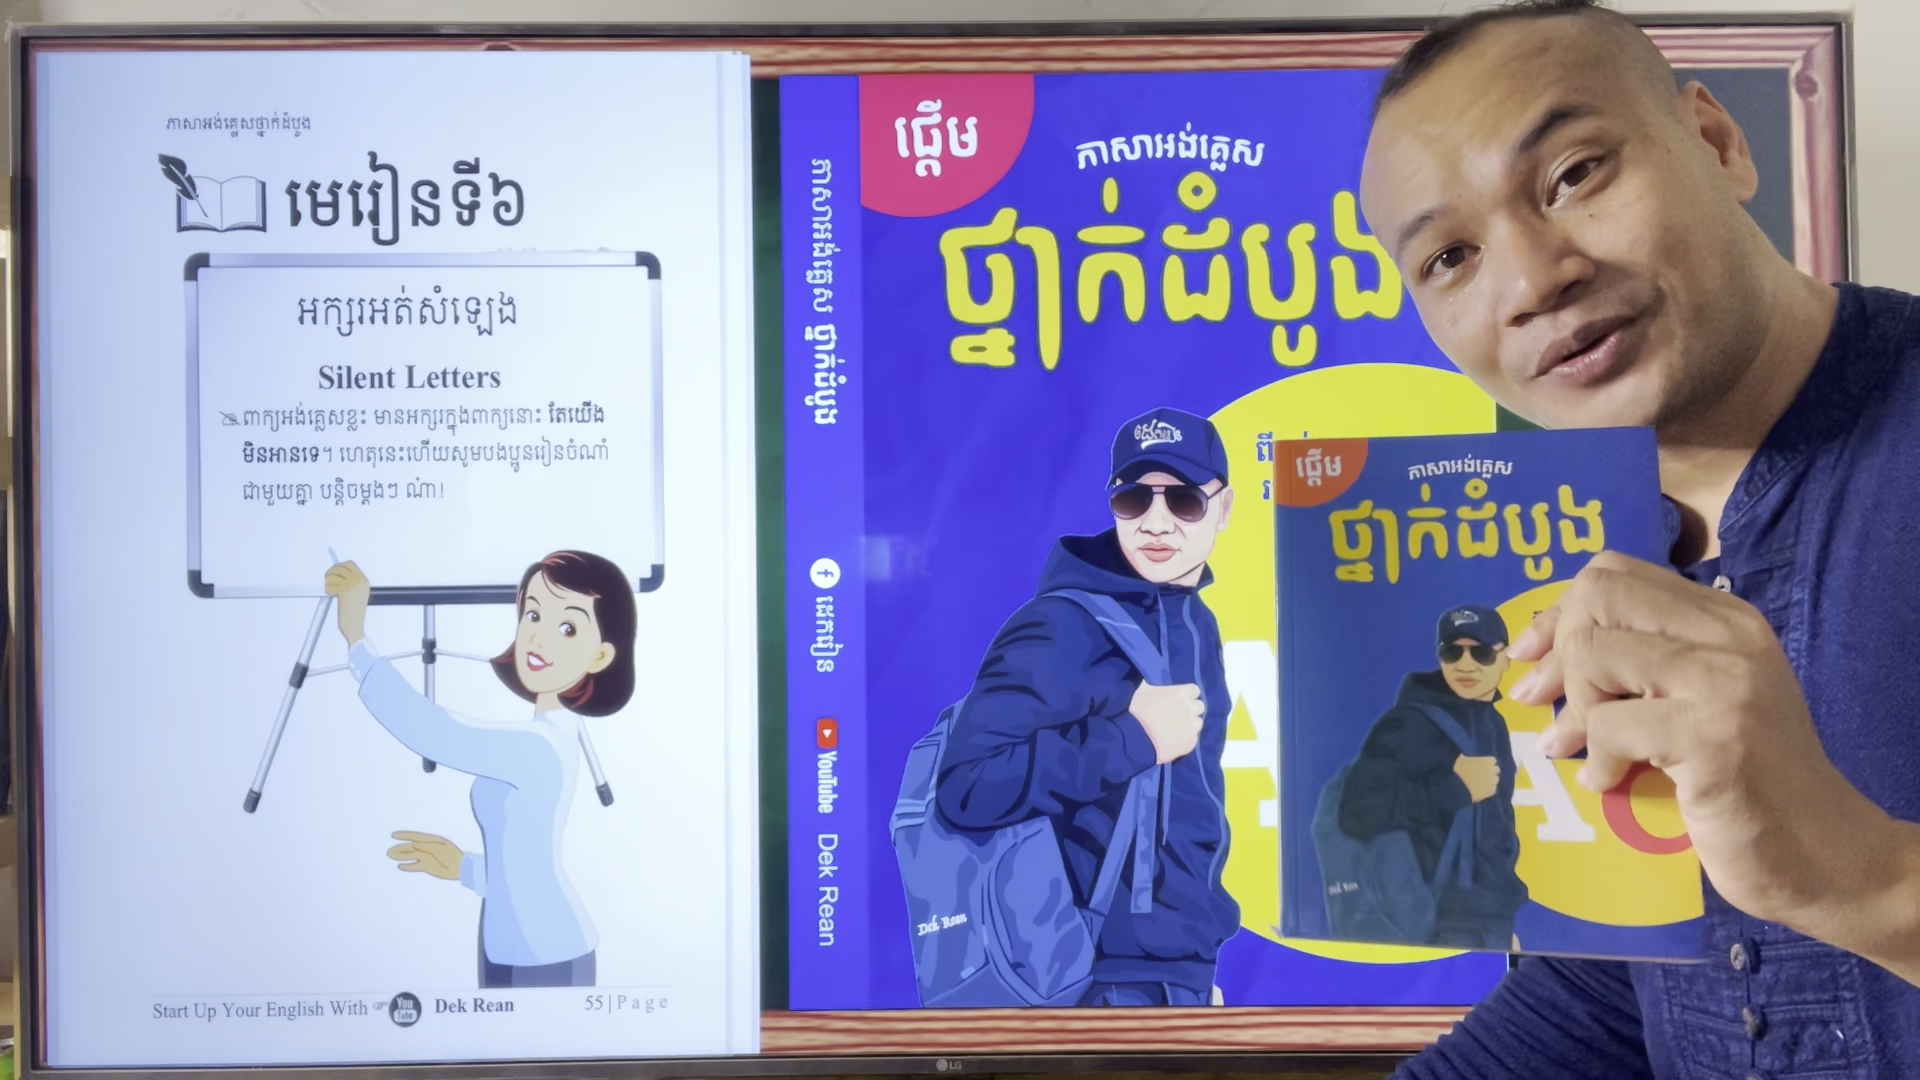 ភាសាអង់គ្លេសថ្នាក់ដំបូង
មេរៀនទី៦
អក្សរអត់សំឡេង
Silent Letters
ពាក្យអង់គ្លេសខ្លះ មានអក្សរក្នុងពាក្យនោះ តែយើង
មិនអានទេ។ ហេតុនេះហើយសូមបងប្អូនរៀនចំណាំ
ជាមួយគ្នា បន្តិចម្តងៗ ណ៎ា!
Start Up Your English With
You
Tube
Dek Rean
55 | P a g e
ភាសាអង់គ្លេស ថ្នាក់ដំបូង
ដេករៀន
YouTube Dek Rean
ផ្តើម
ភាសាអង់គ្លេស
ថ្នាក់ដំបូង
ដេករៀន
Dek Rean
ផ្តើម
ភាសាអង់គ្លេស
ថ្នាក់ដំបូង
A
Dek Rean
LG